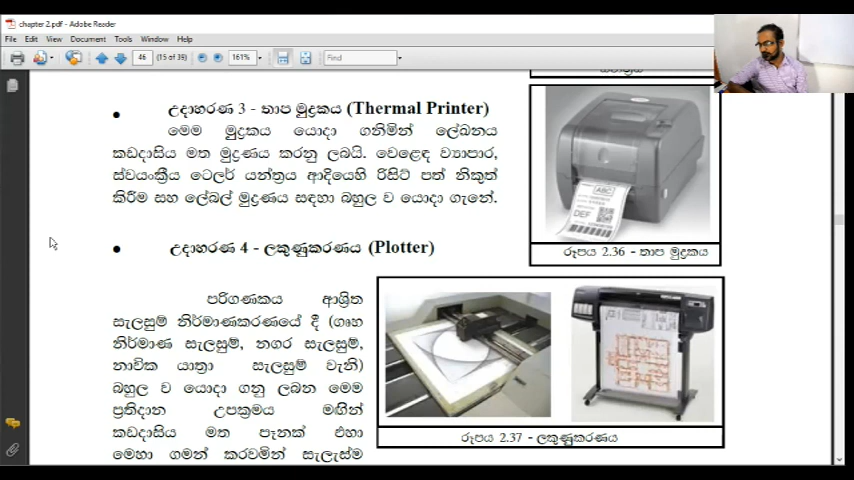 chapter 2.pdf - Adobe Reader
File Edit View Document Tools Window Help
46 (15 of 39) 161% Find
උදාහරණ 3 - තාප මුද්‍රකය (Thermal Printer)
මෙම මුද්‍රකය යොදා ගනිමින් ලේඛනය
කඩදාසිය මත මුද්‍රණය කරනු ලබයි. වෙළෙඳ ව්‍යාපාර,
ස්වයංක්‍රීය ටෙලර් යන්ත්‍රය ආදියෙහි රිසිට් පත් නිකුත්
කිරීම සහ ලේබල් මුද්‍රණය සඳහා බහුල ව යොදා ගැනේ.
ABC
DEF
රූපය 2.36 - තාප මුද්‍රකය
උදාහරණ 4 - ලකුණුකරණය (Plotter)
පරිගණකය ආශ්‍රිත
සැලසුම් නිර්මාණකරණයේ දී (ගෘහ
නිර්මාණ සැලසුම්, නගර සැලසුම්,
නාවික යාත්‍රා සැලසුම් වැනි)
බහුල ව යොදා ගනු ලබන මෙම
ප්‍රතිදාන උපක්‍රමය මඟින්
කඩදාසිය මත පෑනක් එහා
මෙහා ගමන් කරවමින් සැලැස්ම
රූපය 2.37 - ලකුණුකරණය